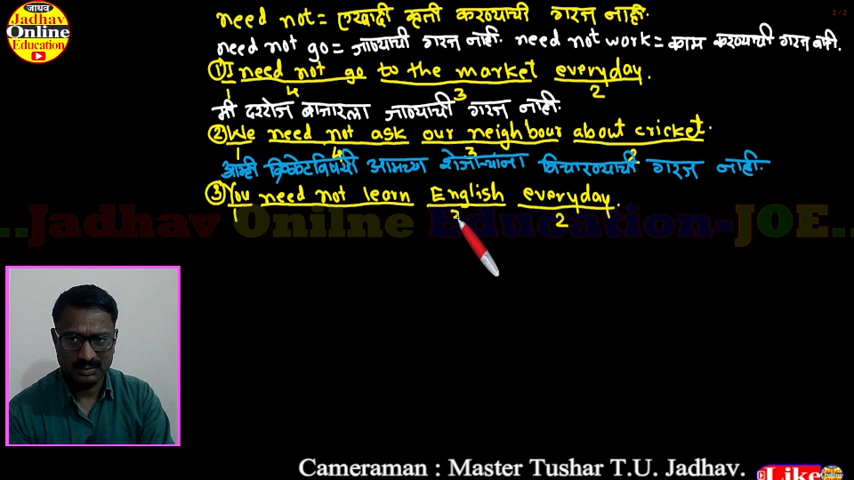 जाधव
Jadhav
Online
Education
need not = एखादी कृती करण्याची गरज नाही.
need not go = जाण्याची गरज नाही. need not work = काम करण्याची गरज नाही.
① I need not go to the market everyday.
1 4 3 2
मी दररोज बाजारला जाण्याची गरज नाही.
② We need not ask our neighbour about cricket.
1 4 3 2
आम्ही क्रिकेटविषयी आमच्या शेजाऱ्यांना विचारण्याची गरज नाही.
③ You need not learn English everyday.
1 2
..Jadhav Onilne Education-JOE..
Cameraman : Master Tushar T.U. Jadhav.
Like